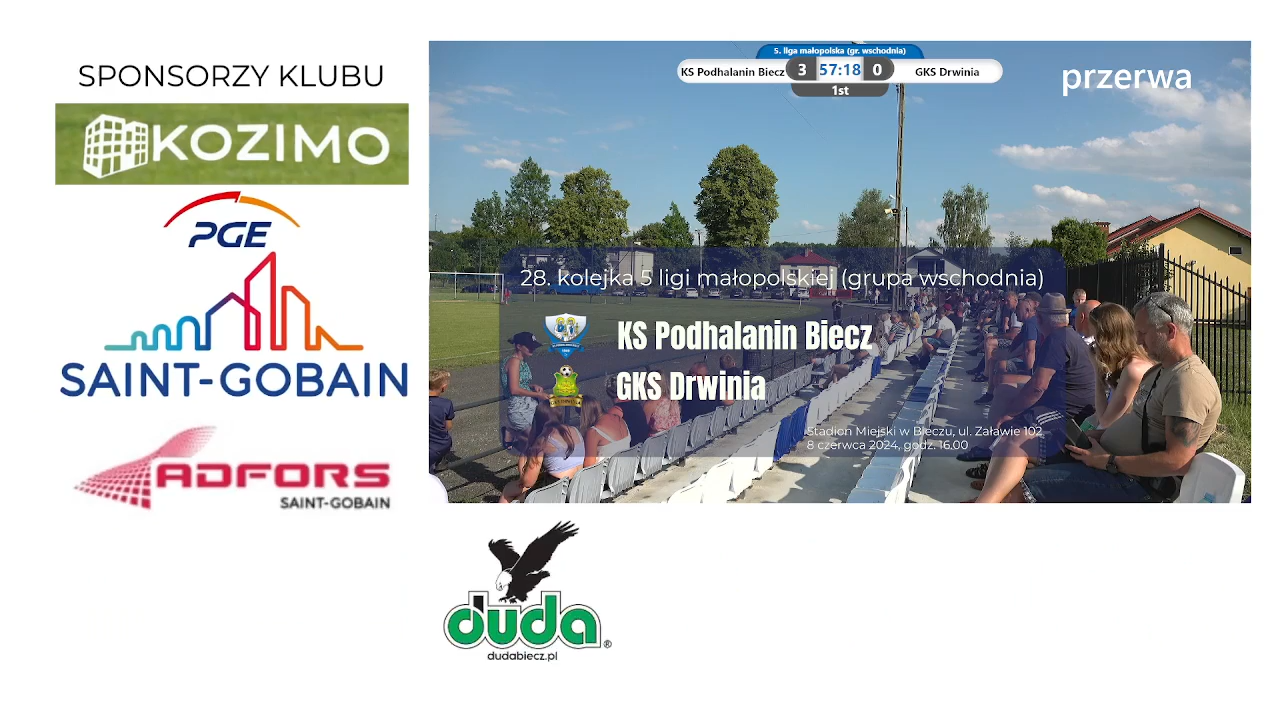 SPONSORZY KLUBU
KOZIMO
PGE
SAINT-GOBAIN
ADFORS
SAINT-GOBAIN
5. liga małopolska (gr. wschodnia)
KS Podhalanin Biecz 3 57:18 0 GKS Drwinia
1st
przerwa
28. kolejka 5 ligi małopolskiej (grupa wschodnia)
KS Podhalanin Biecz
GKS Drwinia
Stadion Miejski w Bieczu, ul. Załawie 102
8 czerwca 2024, godz. 16.00
duda®
dudabiecz.pl